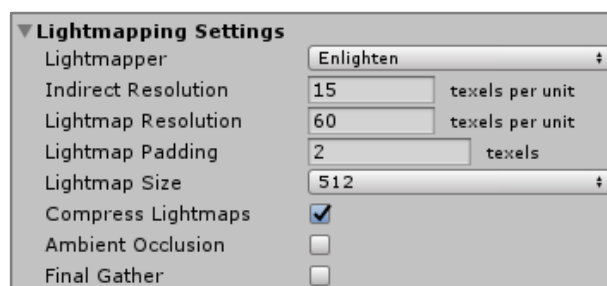 Lightmapping Settings
Lightmapper Enlighten
Indirect Resolution 15 texels per unit
Lightmap Resolution 60 texels per unit
Lightmap Padding 2 texels
Lightmap Size 512
Compress Lightmaps
Ambient Occlusion
Final Gather